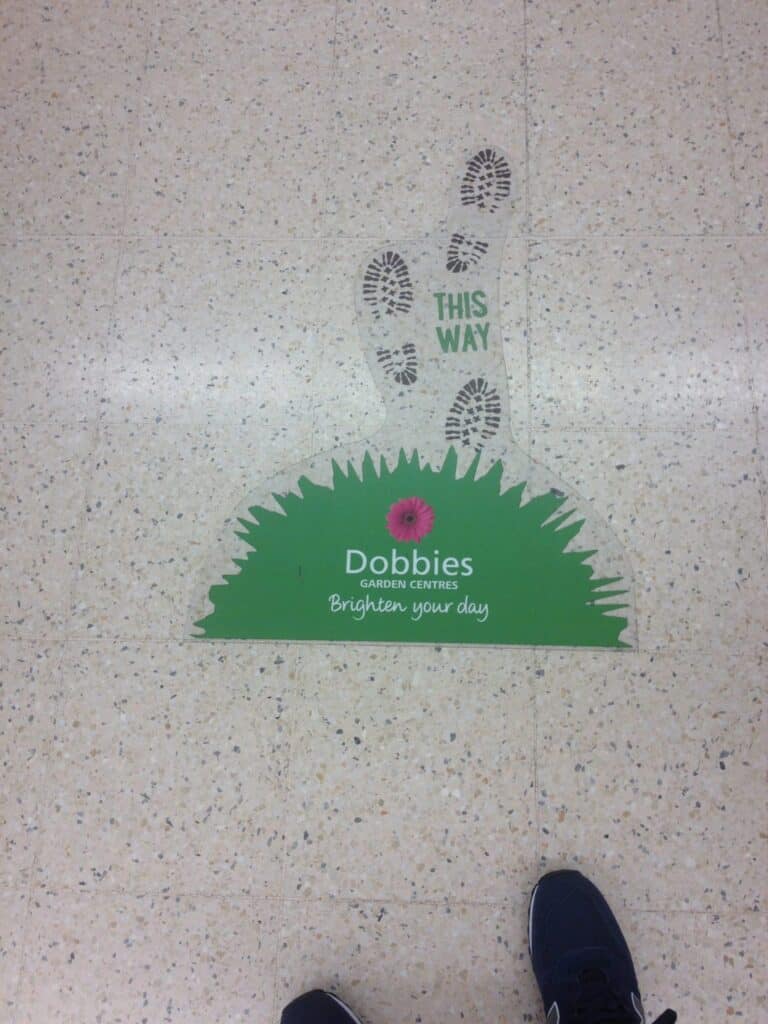 THIS
WAY
Dobbies
GARDEN CENTRES
Brighten your day